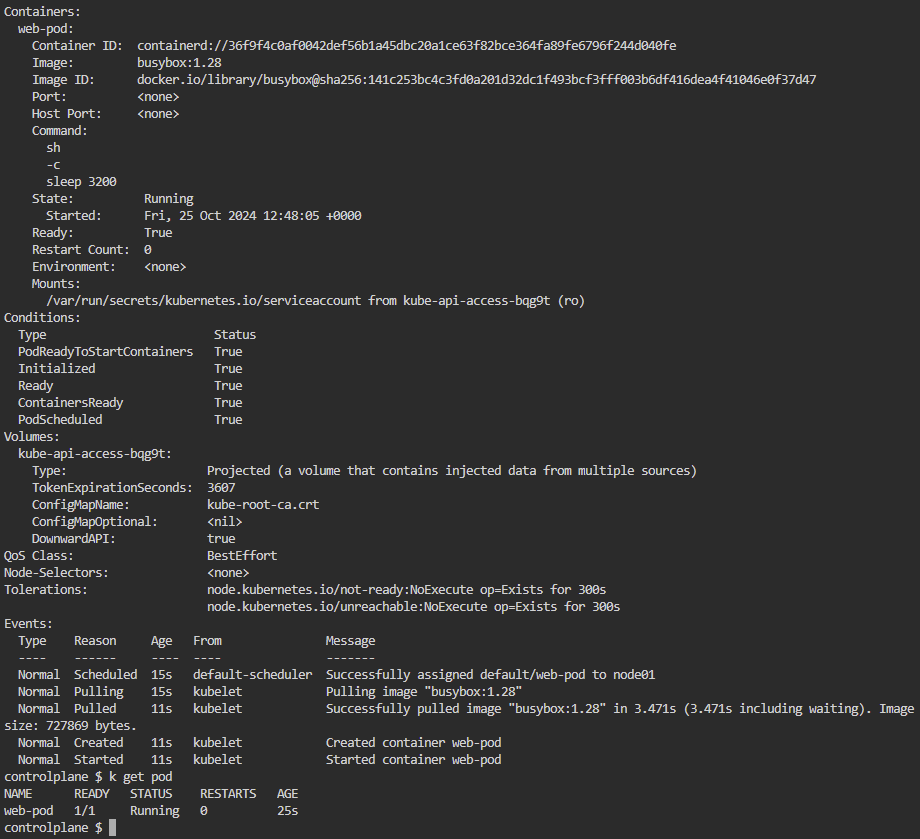 Containers:
  web-pod:
    Container ID:  containerd://36f9f4c0af0042def56b1a45dbc20a1ce63f82bce364fa89fe6796f244d040fe
    Image:         busybox:1.28
    Image ID:      docker.io/library/busybox@sha256:141c253bc4c3fd0a201d32dc1f493bcf3fff003b6df416dea4f41046e0f37d47
    Port:          <none>
    Host Port:     <none>
    Command:
      sh
      -c
      sleep 3200
    State:          Running
      Started:      Fri, 25 Oct 2024 12:48:05 +0000
    Ready:          True
    Restart Count:  0
    Environment:    <none>
    Mounts:
      /var/run/secrets/kubernetes.io/serviceaccount from kube-api-access-bqg9t (ro)
Conditions:
  Type                        Status
  PodReadyToStartContainers   True
  Initialized                 True
  Ready                       True
  ContainersReady             True
  PodScheduled                True
Volumes:
  kube-api-access-bqg9t:
    Type:                    Projected (a volume that contains injected data from multiple sources)
    TokenExpirationSeconds:  3607
    ConfigMapName:           kube-root-ca.crt
    ConfigMapOptional:       <nil>
    DownwardAPI:             true
QoS Class:                   BestEffort
Node-Selectors:              <none>
Tolerations:                 node.kubernetes.io/not-ready:NoExecute op=Exists for 300s
                             node.kubernetes.io/unreachable:NoExecute op=Exists for 300s
Events:
  Type    Reason     Age   From               Message
  ----    ------     ----  ----               -------
  Normal  Scheduled  15s   default-scheduler  Successfully assigned default/web-pod to node01
  Normal  Pulling    15s   kubelet            Pulling image "busybox:1.28"
  Normal  Pulled     11s   kubelet            Successfully pulled image "busybox:1.28" in 3.471s (3.471s including waiting). Image
size: 727869 bytes.
  Normal  Created    11s   kubelet            Created container web-pod
  Normal  Started    11s   kubelet            Started container web-pod
controlplane $ k get pod
NAME      READY   STATUS    RESTARTS   AGE
web-pod   1/1     Running   0          25s
controlplane $